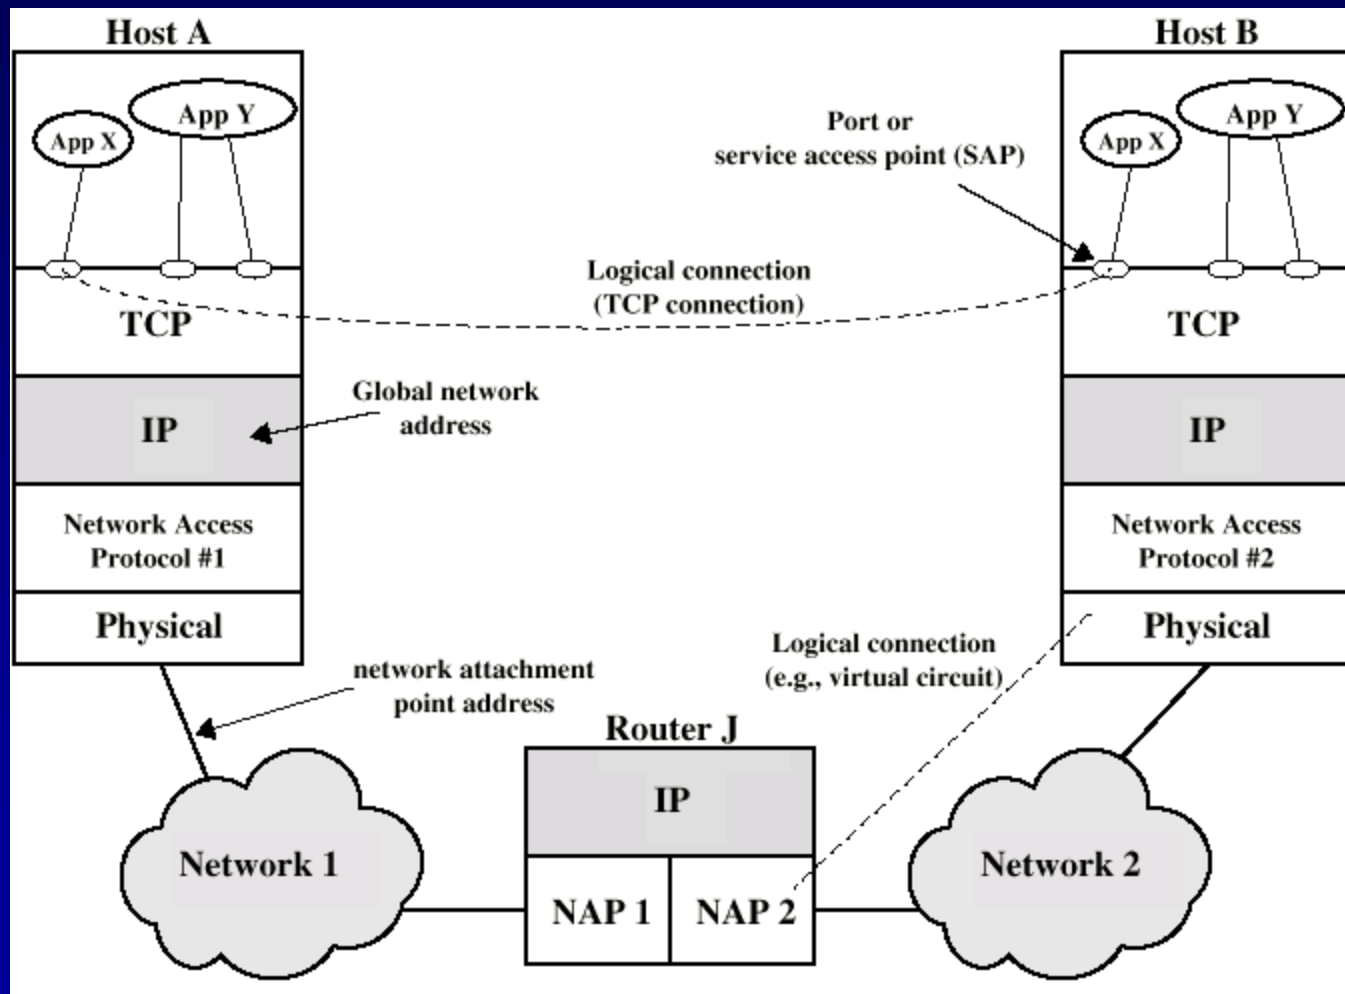 Host A
Host B
App X
App Y
Port or
service access point (SAP)
App X
App Y
Logical connection
(TCP connection)
TCP
TCP
Global network
address
IP
IP
Network Access
Protocol #1
Network Access
Protocol #2
Physical
Physical
Logical connection
(e.g., virtual circuit)
network attachment
point address
Router J
IP
Network 1
NAP 1
NAP 2
Network 2